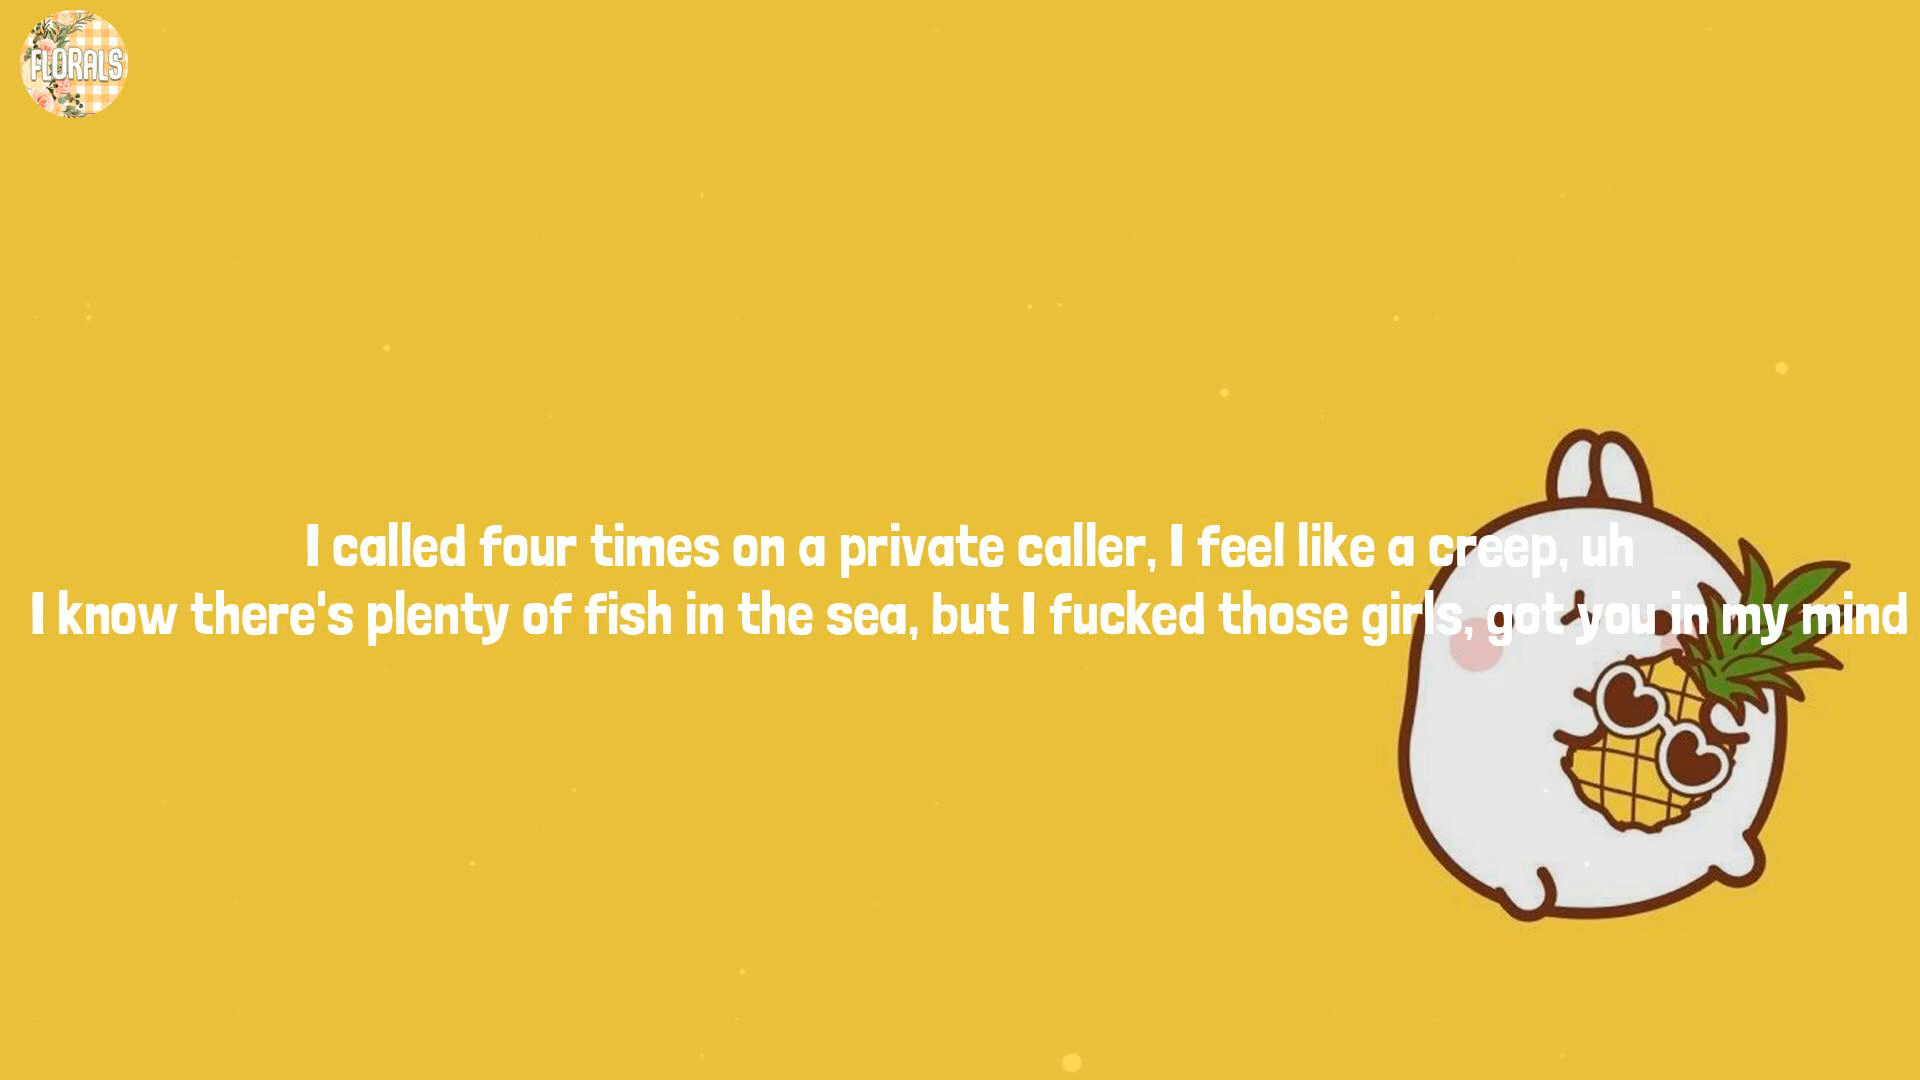 FLORALS
I called four times on a private caller, I feel like a creep, uh
I know there's plenty of fish in the sea, but I fucked those girls, got you in my mind